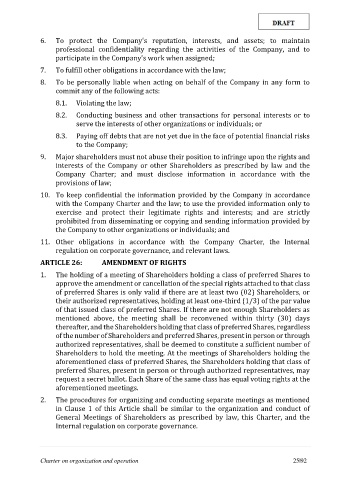 DRAFT
6. To protect the Company's reputation, interests, and assets; to maintain
professional confidentiality regarding the activities of the Company, and to
participate in the Company's work when assigned;
7. To fulfill other obligations in accordance with the law;
8. To be personally liable when acting on behalf of the Company in any form to
commit any of the following acts:
8.1. Violating the law;
8.2. Conducting business and other transactions for personal interests or to
serve the interests of other organizations or individuals; or
8.3. Paying off debts that are not yet due in the face of potential financial risks
to the Company;
9. Major shareholders must not abuse their position to infringe upon the rights and
interests of the Company or other Shareholders as prescribed by law and the
Company Charter; and must disclose information in accordance with the
provisions of law;
10. To keep confidential the information provided by the Company in accordance
with the Company Charter and the law; to use the provided information only to
exercise and protect their legitimate rights and interests; and are strictly
prohibited from disseminating or copying and sending information provided by
the Company to other organizations or individuals; and
11. Other obligations in accordance with the Company Charter, the Internal
regulation on corporate governance, and relevant laws.
ARTICLE 26: AMENDMENT OF RIGHTS
1. The holding of a meeting of Shareholders holding a class of preferred Shares to
approve the amendment or cancellation of the special rights attached to that class
of preferred Shares is only valid if there are at least two (02) Shareholders, or
their authorized representatives, holding at least one-third (1/3) of the par value
of that issued class of preferred Shares. If there are not enough Shareholders as
mentioned above, the meeting shall be reconvened within thirty (30) days
thereafter, and the Shareholders holding that class of preferred Shares, regardless
of the number of Shareholders and preferred Shares, present in person or through
authorized representatives, shall be deemed to constitute a sufficient number of
Shareholders to hold the meeting. At the meetings of Shareholders holding the
aforementioned class of preferred Shares, the Shareholders holding that class of
preferred Shares, present in person or through authorized representatives, may
request a secret ballot. Each Share of the same class has equal voting rights at the
aforementioned meetings.
2. The procedures for organizing and conducting separate meetings as mentioned
in Clause 1 of this Article shall be similar to the organization and conduct of
General Meetings of Shareholders as prescribed by law, this Charter, and the
Internal regulation on corporate governance.
Charter on organization and operation 25/92